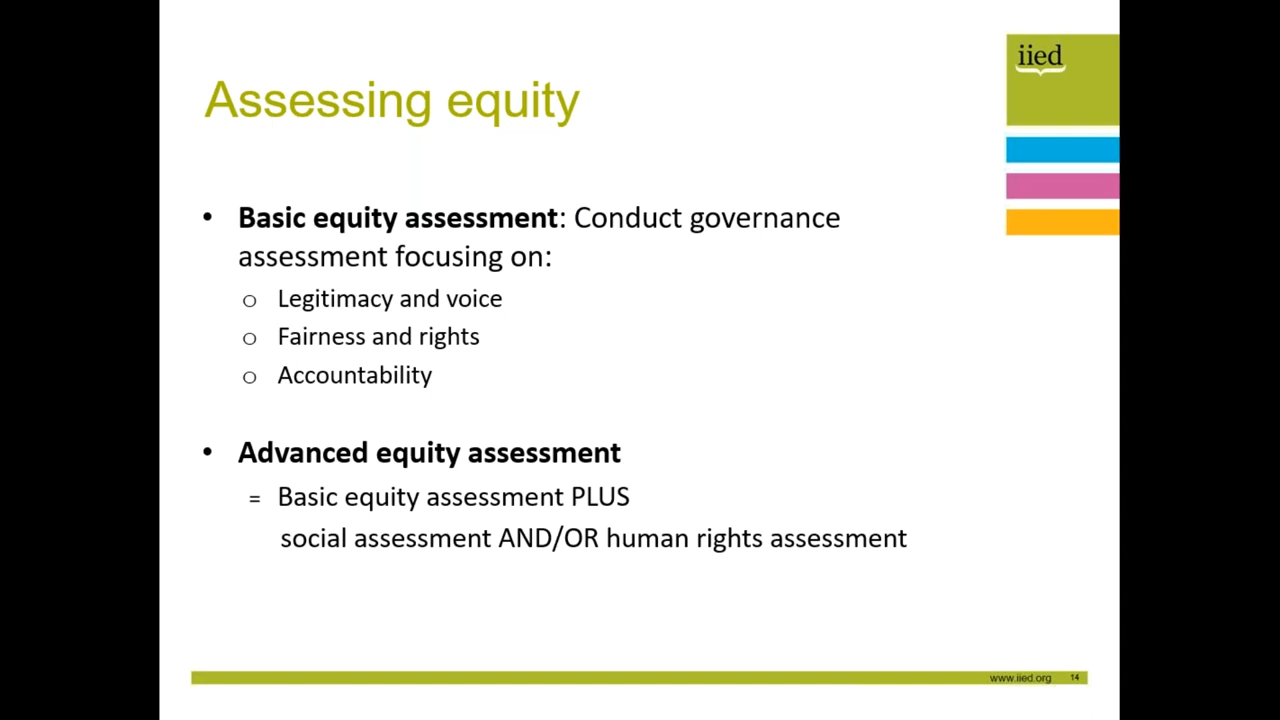 iied
Assessing equity
• Basic equity assessment: Conduct governance
assessment focusing on:
o Legitimacy and voice
o Fairness and rights
o Accountability
• Advanced equity assessment
= Basic equity assessment PLUS
social assessment AND/OR human rights assessment
www.iied.org 14